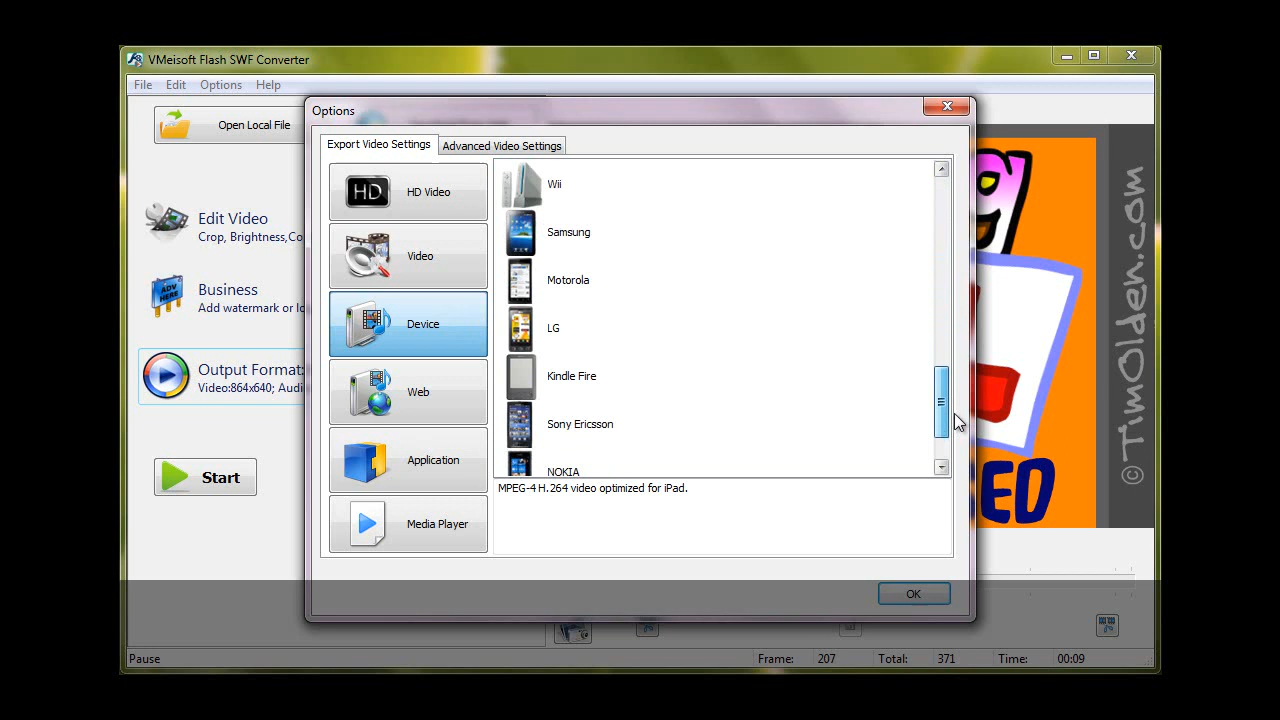 VMeisoft Flash SWF Converter
File Edit Options Help
Options
Open Local File
Export Video Settings
Advanced Video Settings
HD
HD Video
Video
Device
Web
Application
Media Player
Wii
Samsung
Motorola
LG
Kindle Fire
Sony Ericsson
NOKIA
MPEG-4 H.264 video optimized for iPad.
OK
Edit Video
Crop, Brightness,Co
Business
Add watermark or lo
ADV
HERE
Output Format:
Video:864x640; Audi
Start
© TimOlden.com
ED
Pause
Frame: 207 Total: 371 Time: 00:09